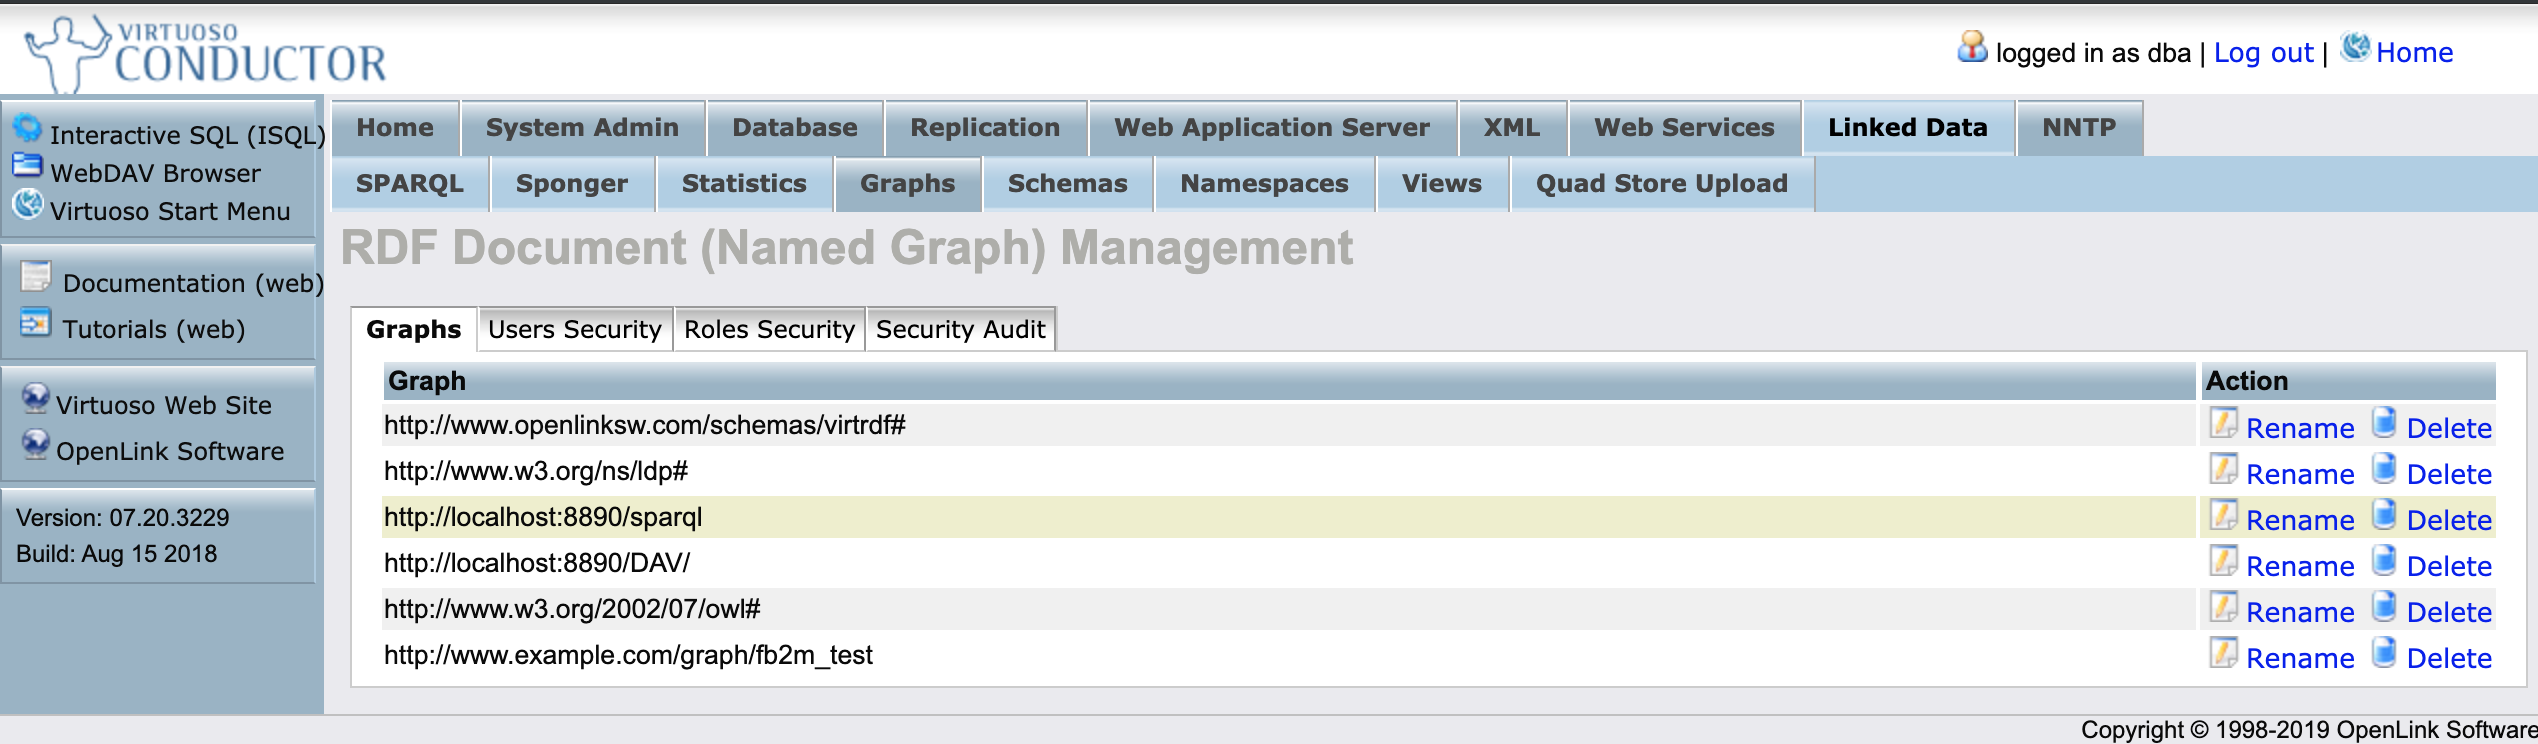 VIRTUOSO
CONDUCTOR
logged in as dba | Log out | Home
Interactive SQL (ISQL)
WebDAV Browser
Virtuoso Start Menu
Documentation (web)
Tutorials (web)
Virtuoso Web Site
OpenLink Software
Version: 07.20.3229
Build: Aug 15 2018
Home System Admin Database Replication Web Application Server XML Web Services Linked Data NNTP
SPARQL Sponger Statistics Graphs Schemas Namespaces Views Quad Store Upload
RDF Document (Named Graph) Management
Graphs Users Security Roles Security Security Audit
Graph Action
http://www.openlinksw.com/schemas/virtrdf# Rename Delete
http://www.w3.org/ns/ldp# Rename Delete
http://localhost:8890/sparql Rename Delete
http://localhost:8890/DAV/ Rename Delete
http://www.w3.org/2002/07/owl# Rename Delete
http://www.example.com/graph/fb2m_test Rename Delete
Copyright © 1998-2019 OpenLink Software